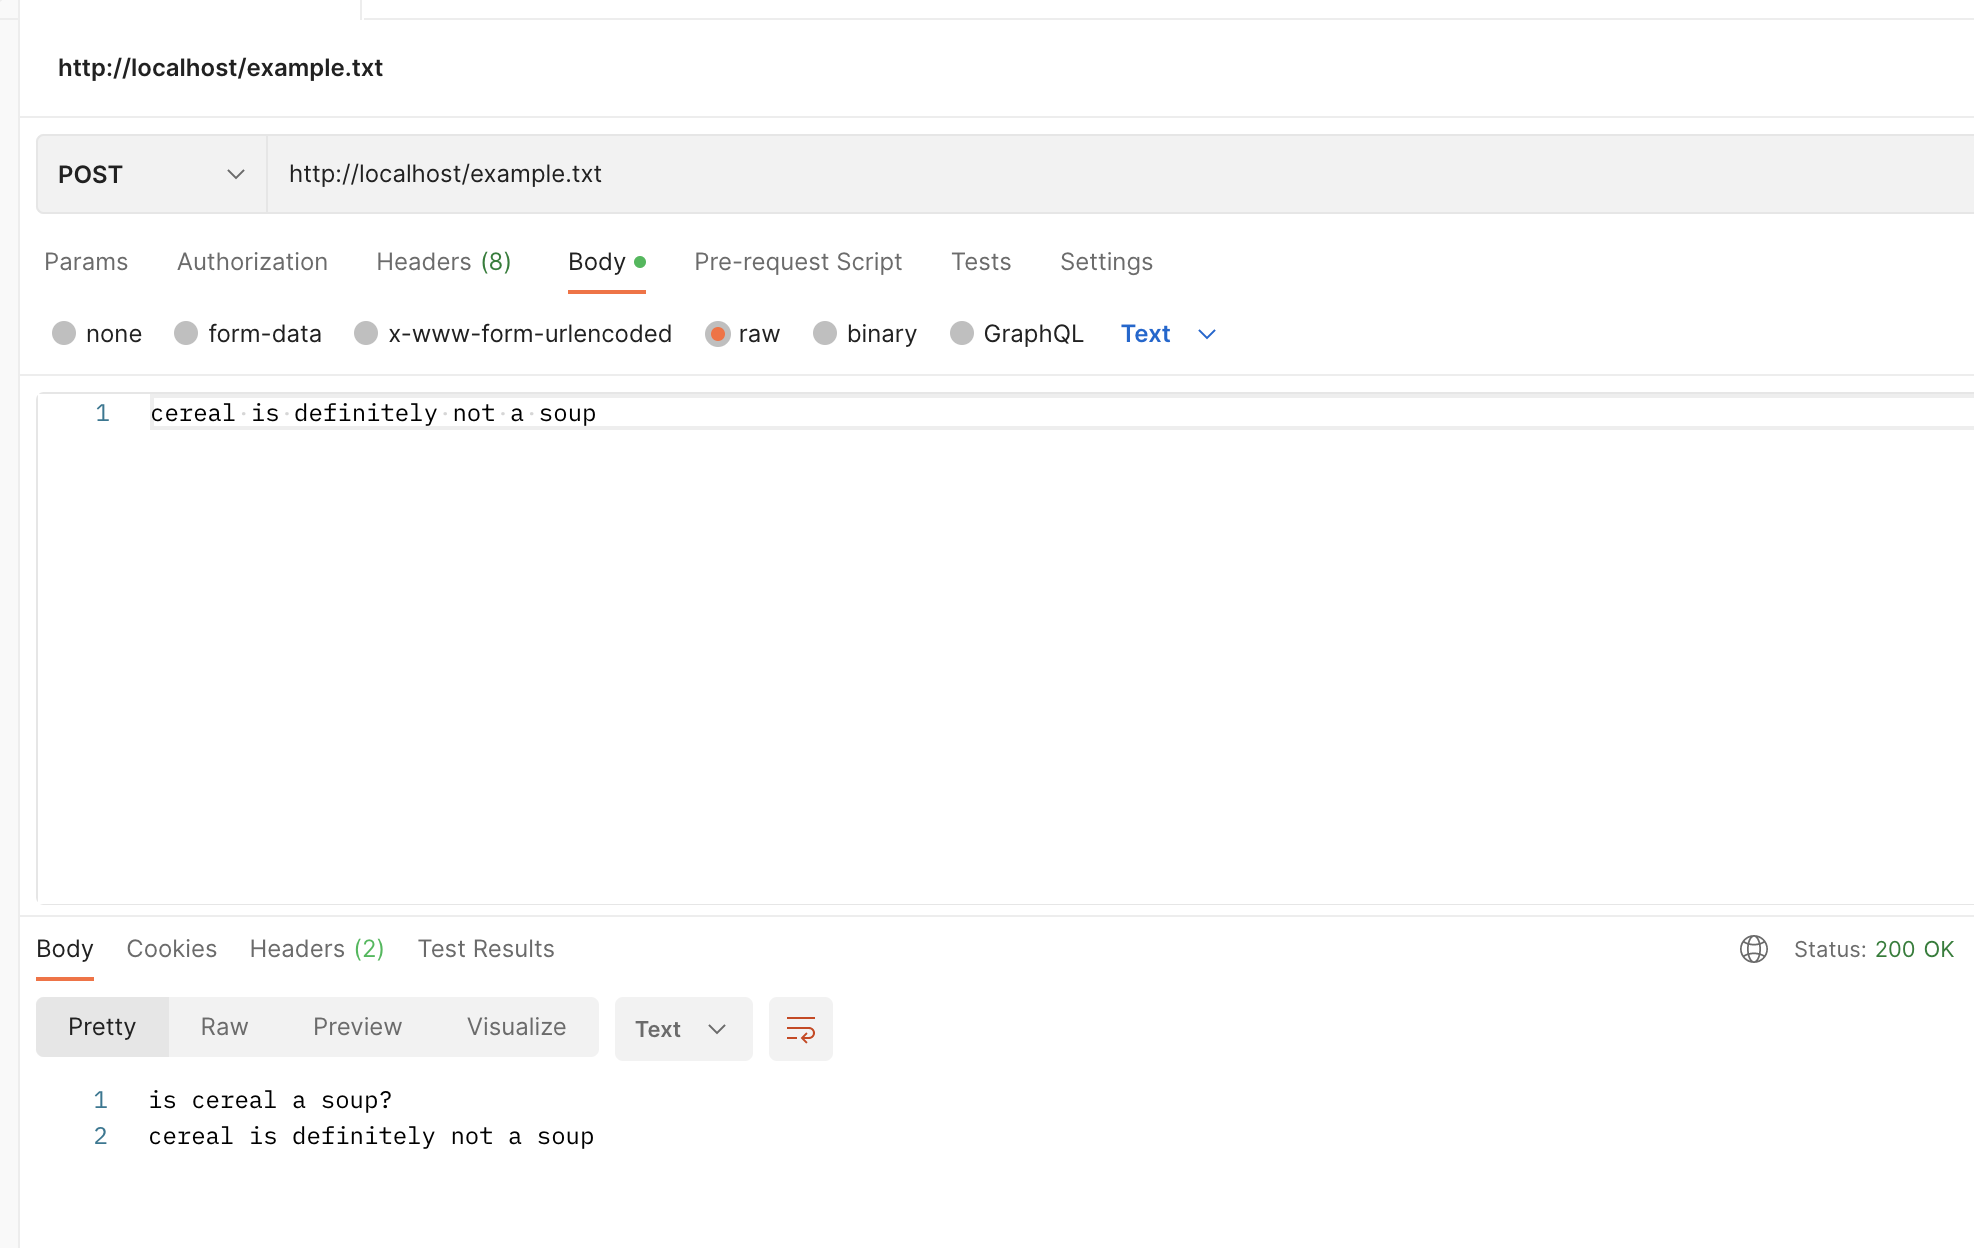 http://localhost/example.txt
POST http://localhost/example.txt
Params Authorization Headers (8) Body Pre-request Script Tests Settings
none form-data x-www-form-urlencoded raw binary GraphQL Text
1 cereal is definitely not a soup
Body Cookies Headers (2) Test Results Status: 200 OK
Pretty Raw Preview Visualize Text
1 is cereal a soup?
2 cereal is definitely not a soup